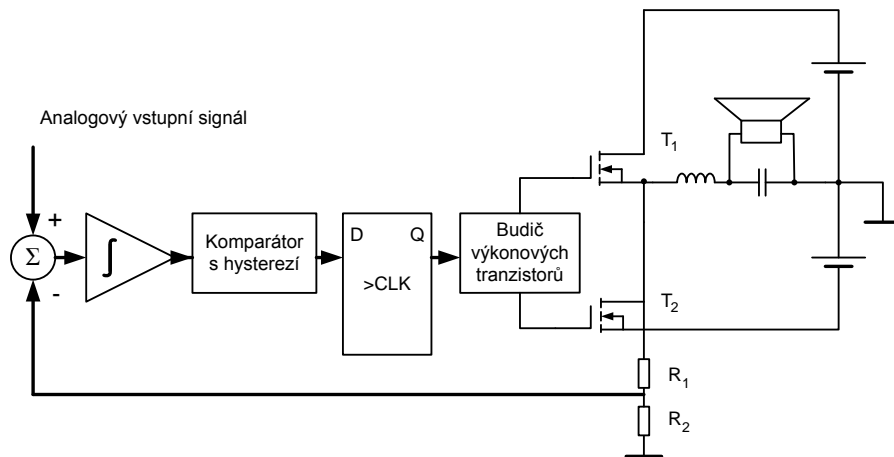 Analogový vstupní signál
+
Σ
-
∫
Komparátor
s hysterezí
D
Q
>CLK
Budič
výkonových
tranzistorů
T1
T2
R1
R2